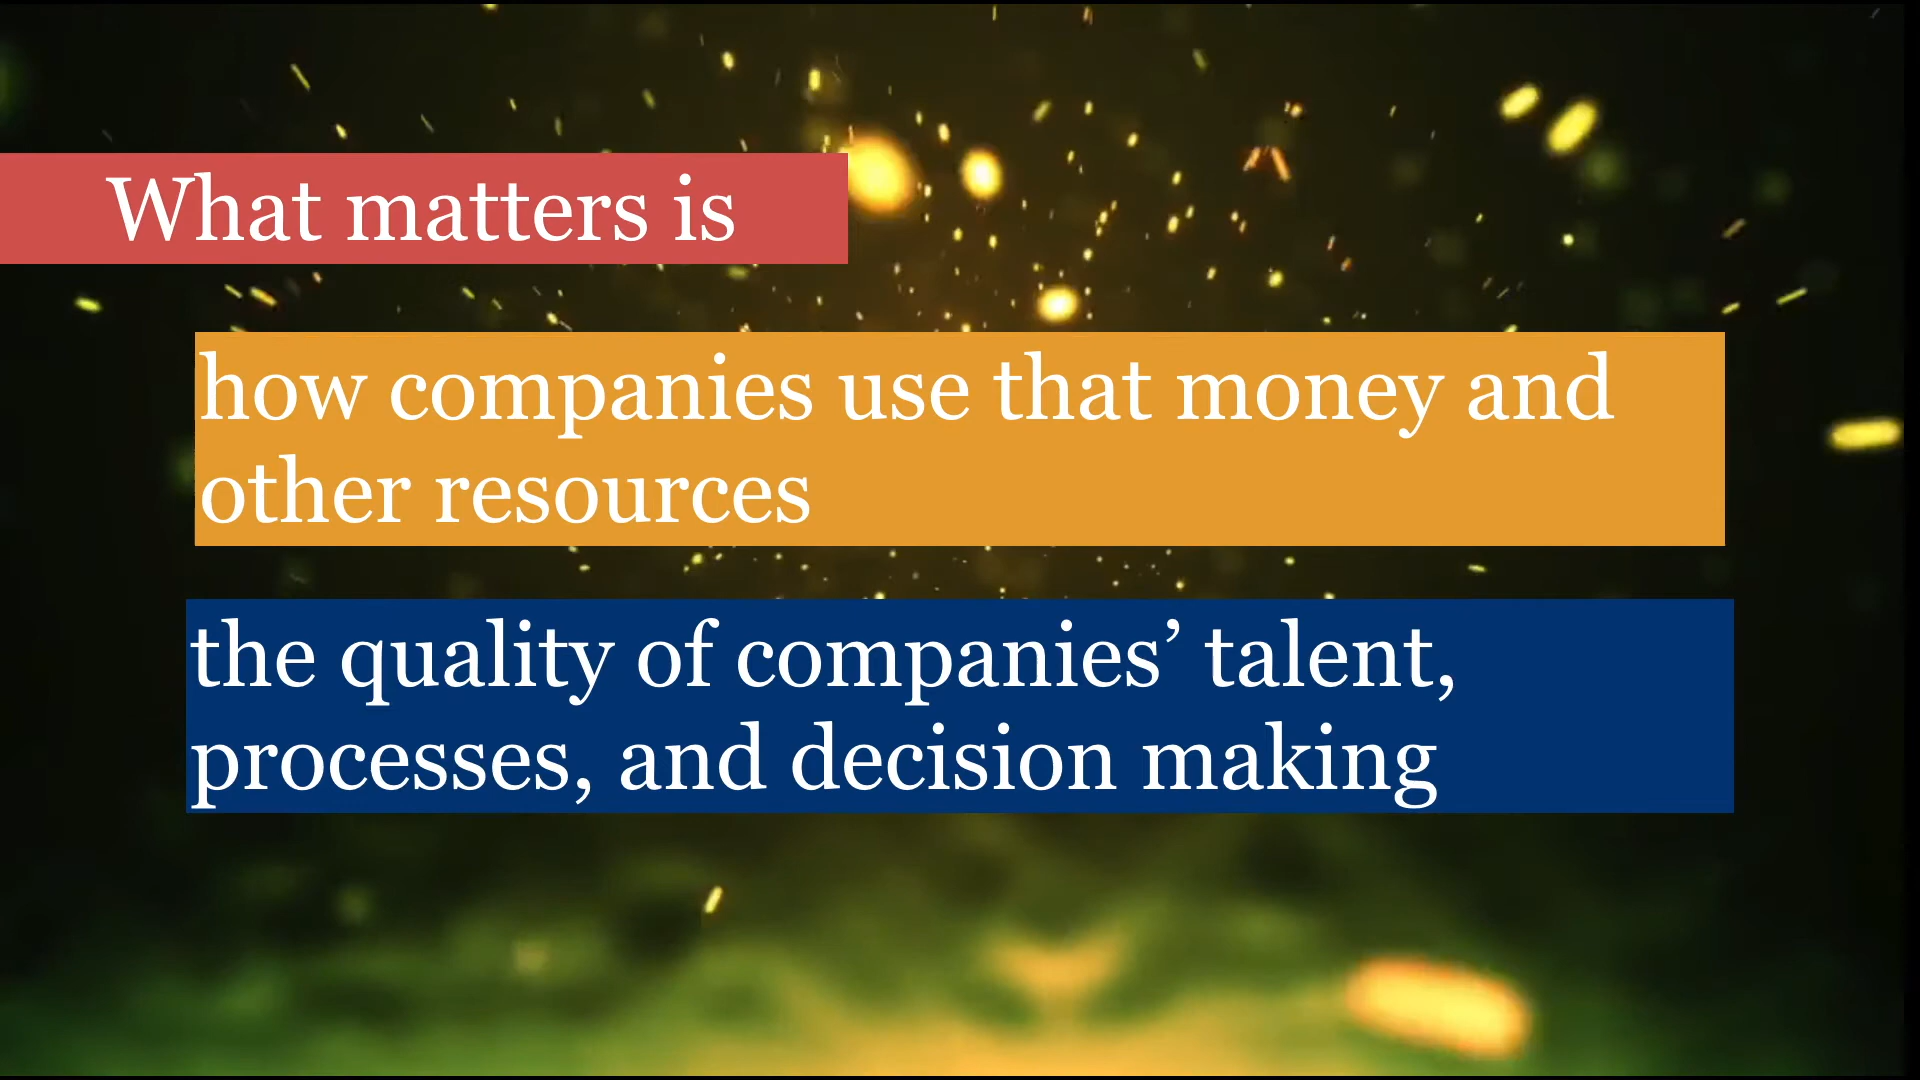 What matters is
how companies use that money and
other resources
the quality of companies’ talent,
processes, and decision making